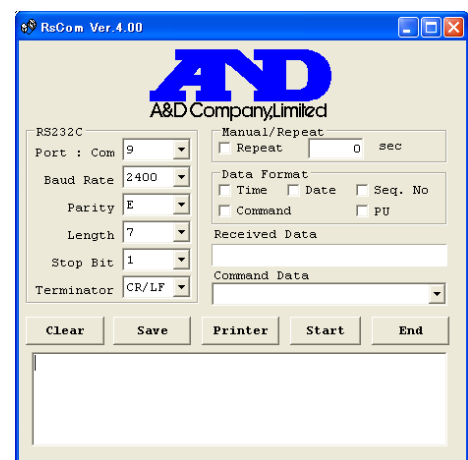 RsCom Ver.4.00
AND
A&D Company,Limited
RS232C
Port : Com 9
Baud Rate 2400
Parity E
Length 7
Stop Bit 1
Terminator CR/LF
Manual/Repeat
Repeat 0 sec
Data Format
Time Date Seq. No
Command PU
Received Data
Command Data
Clear Save Printer Start End